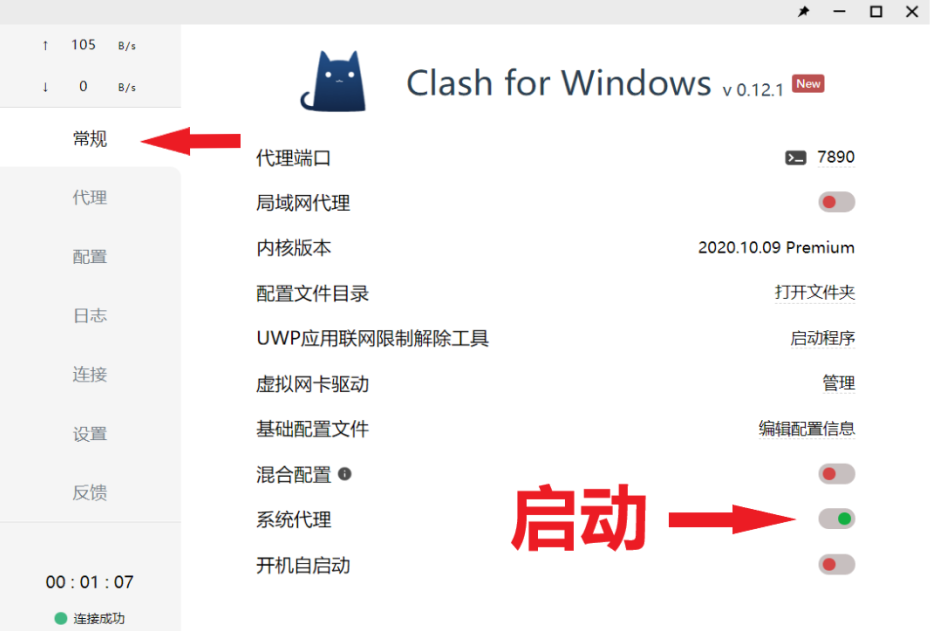 ↑ 105 B/s
↓ 0 B/s
常规
代理
配置
日志
连接
设置
反馈
00 : 01 : 07
连接成功
Clash for Windows v 0.12.1 New
代理端口 7890
局域网代理
内核版本 2020.10.09 Premium
配置文件目录 打开文件夹
UWP应用联网限制解除工具 启动程序
虚拟网卡驱动 管理
基础配置文件 编辑配置信息
混合配置
系统代理
启动
开机自启动